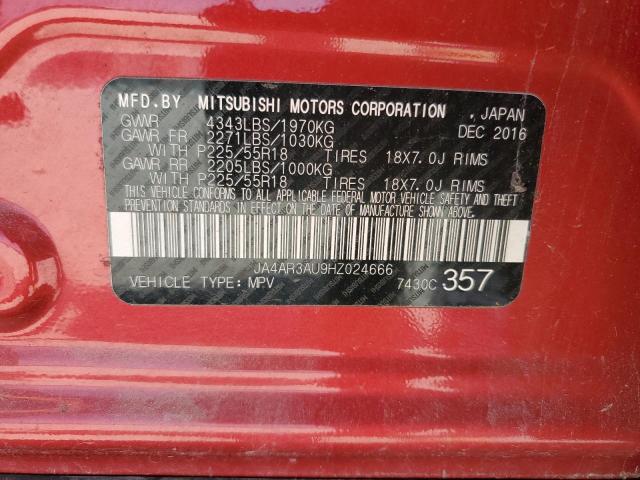 MFD.BY MITSUBISHI MOTORS CORPORATION , JAPAN
GVWR 4343LBS/1970KG DEC 2016
GAWR FR 2271LBS/1030KG
WITH P225/55R18 TIRES 18X7.0J RIMS
GAWR RR 2205LBS/1000KG
WITH P225/55R18 TIRES 18X7.0J RIMS
THIS VEHICLE CONFORMS TO ALL APPLICABLE FEDERAL MOTOR VEHICLE SAFETY AND THEFT
PREVENTION STANDARDS IN EFFECT ON THE DATE OF MANUFACTURE SHOWN ABOVE.
JA4AR3AU9HZ024666
VEHICLE TYPE:MPV 7430C 357